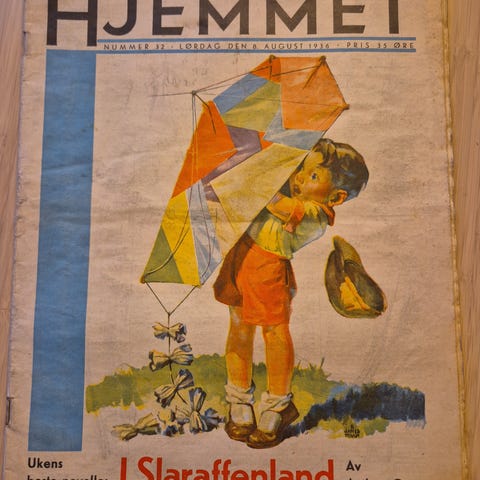 HJEMMET
NUMMER 32 · LØRDAG DEN 8. AUGUST 1936 · PRIS 35 ØRE
Ukens
I Slaraffenland
Av